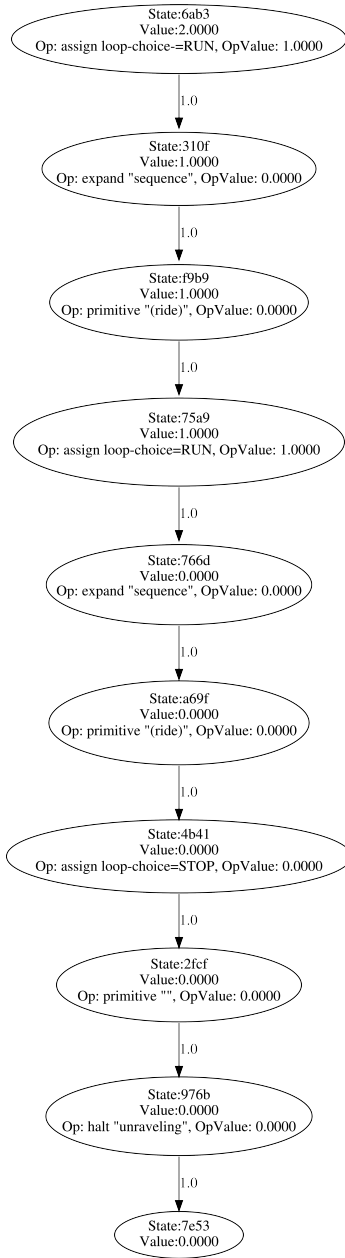 State:6ab3
Value:2.0000
Op: assign loop-choice-=RUN, OpValue: 1.0000
1.0
State:310f
Value:1.0000
Op: expand "sequence", OpValue: 0.0000
1.0
State:f9b9
Value:1.0000
Op: primitive "(ride)", OpValue: 0.0000
1.0
State:75a9
Value:1.0000
Op: assign loop-choice=RUN, OpValue: 1.0000
1.0
State:766d
Value:0.0000
Op: expand "sequence", OpValue: 0.0000
1.0
State:a69f
Value:0.0000
Op: primitive "(ride)", OpValue: 0.0000
1.0
State:4b41
Value:0.0000
Op: assign loop-choice=STOP, OpValue: 0.0000
1.0
State:2fcf
Value:0.0000
Op: primitive "", OpValue: 0.0000
1.0
State:976b
Value:0.0000
Op: halt "unraveling", OpValue: 0.0000
1.0
State:7e53
Value:0.0000